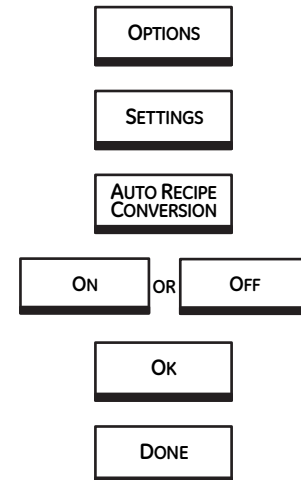 OPTIONS
SETTINGS
AUTO RECIPE
CONVERSION
ON OR OFF
OK
DONE